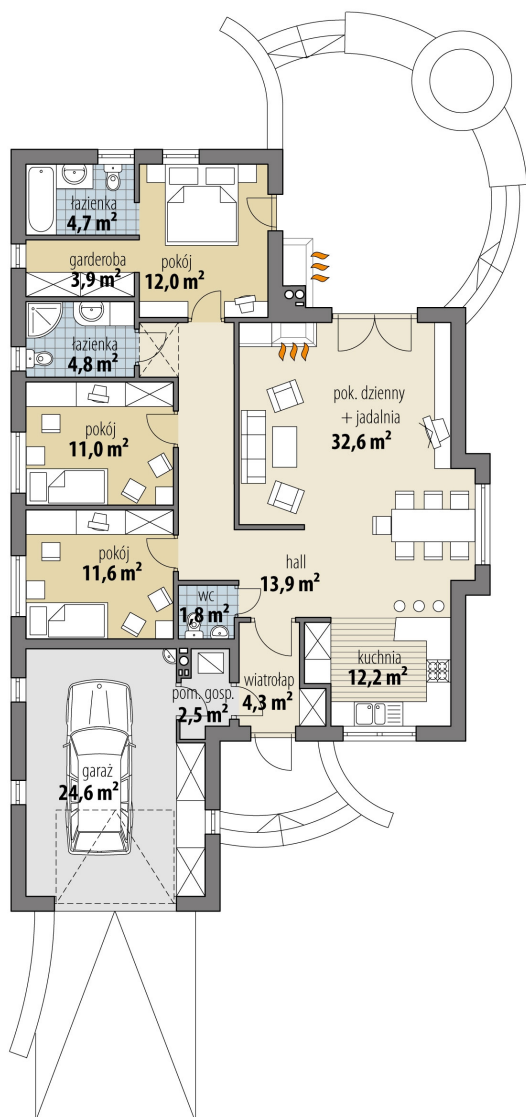 łazienka
4,7 m²
garderoba
3,9 m²
pokój
12,0 m²
łazienka
4,8 m²
pok. dzienny
+ jadalnia
32,6 m²
pokój
11,0 m²
pokój
11,6 m²
hall
13,9 m²
wc
1,8 m²
kuchnia
12,2 m²
wiatrołap
4,3 m²
pom. gosp.
2,5 m²
garaż
24,6 m²